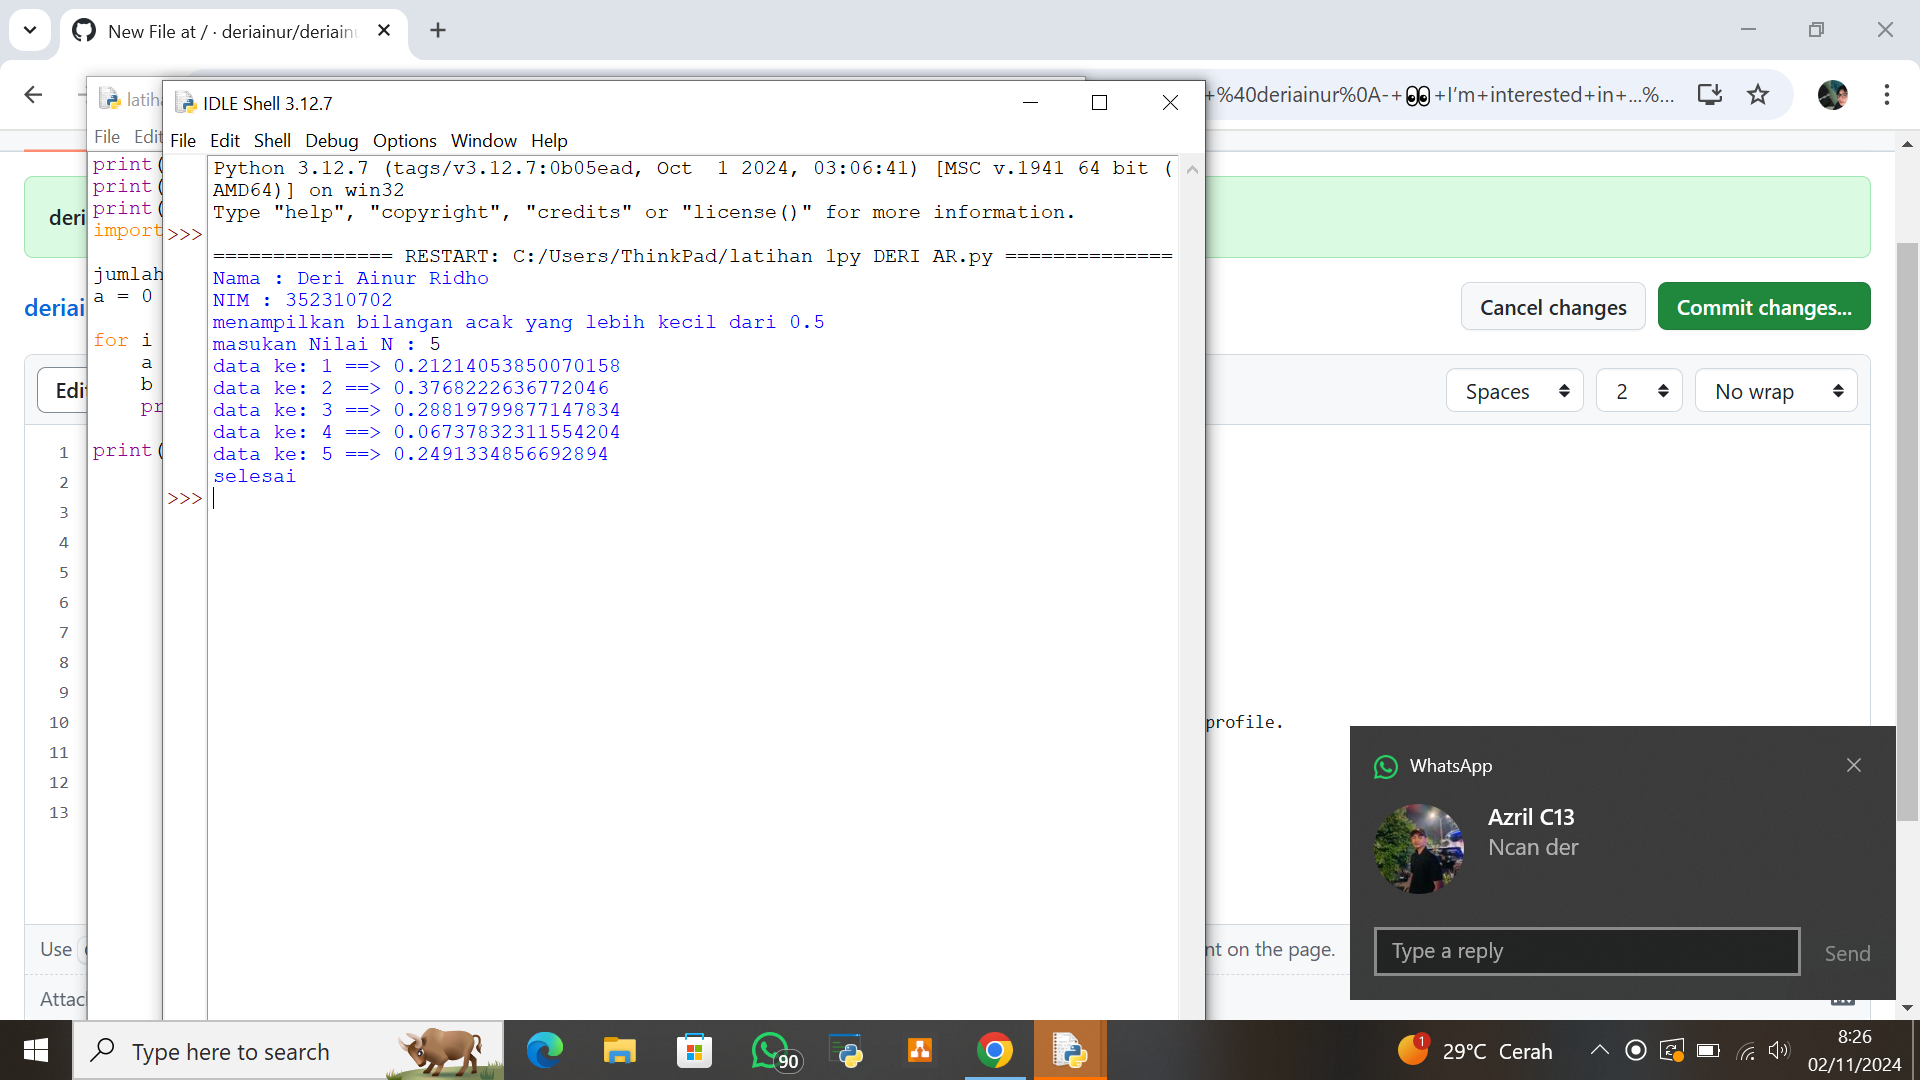 New File at / · deriainur/deriainu
+%40deriainur%0A-+👀+I'm+interested+in+...%...
IDLE Shell 3.12.7
File Edit Shell Debug Options Window Help
Python 3.12.7 (tags/v3.12.7:0b05ead, Oct  1 2024, 03:06:41) [MSC v.1941 64 bit (
AMD64)] on win32
Type "help", "copyright", "credits" or "license()" for more information.
>>>
=============== RESTART: C:/Users/ThinkPad/latihan 1py DERI AR.py ==============
Nama : Deri Ainur Ridho
NIM : 352310702
menampilkan bilangan acak yang lebih kecil dari 0.5
masukan Nilai N : 5
data ke: 1 ==> 0.21214053850070158
data ke: 2 ==> 0.3768222636772046
data ke: 3 ==> 0.28819799877147834
data ke: 4 ==> 0.06737832311554204
data ke: 5 ==> 0.2491334856692894
selesai
>>>
latiha
File Edit
print(
print(
print(
import
jumlah
a = 0
for i
a
b
pr
print(
deri
deriai
Cancel changes
Commit changes...
Edit
Spaces
2
No wrap
1
2
3
4
5
6
7
8
9
10
11
12
13
profile.
Use
nt on the page.
Attac
WhatsApp
Azril C13
Ncan der
Type a reply
Send
Type here to search
90
1
29°C Cerah
8:26
02/11/2024